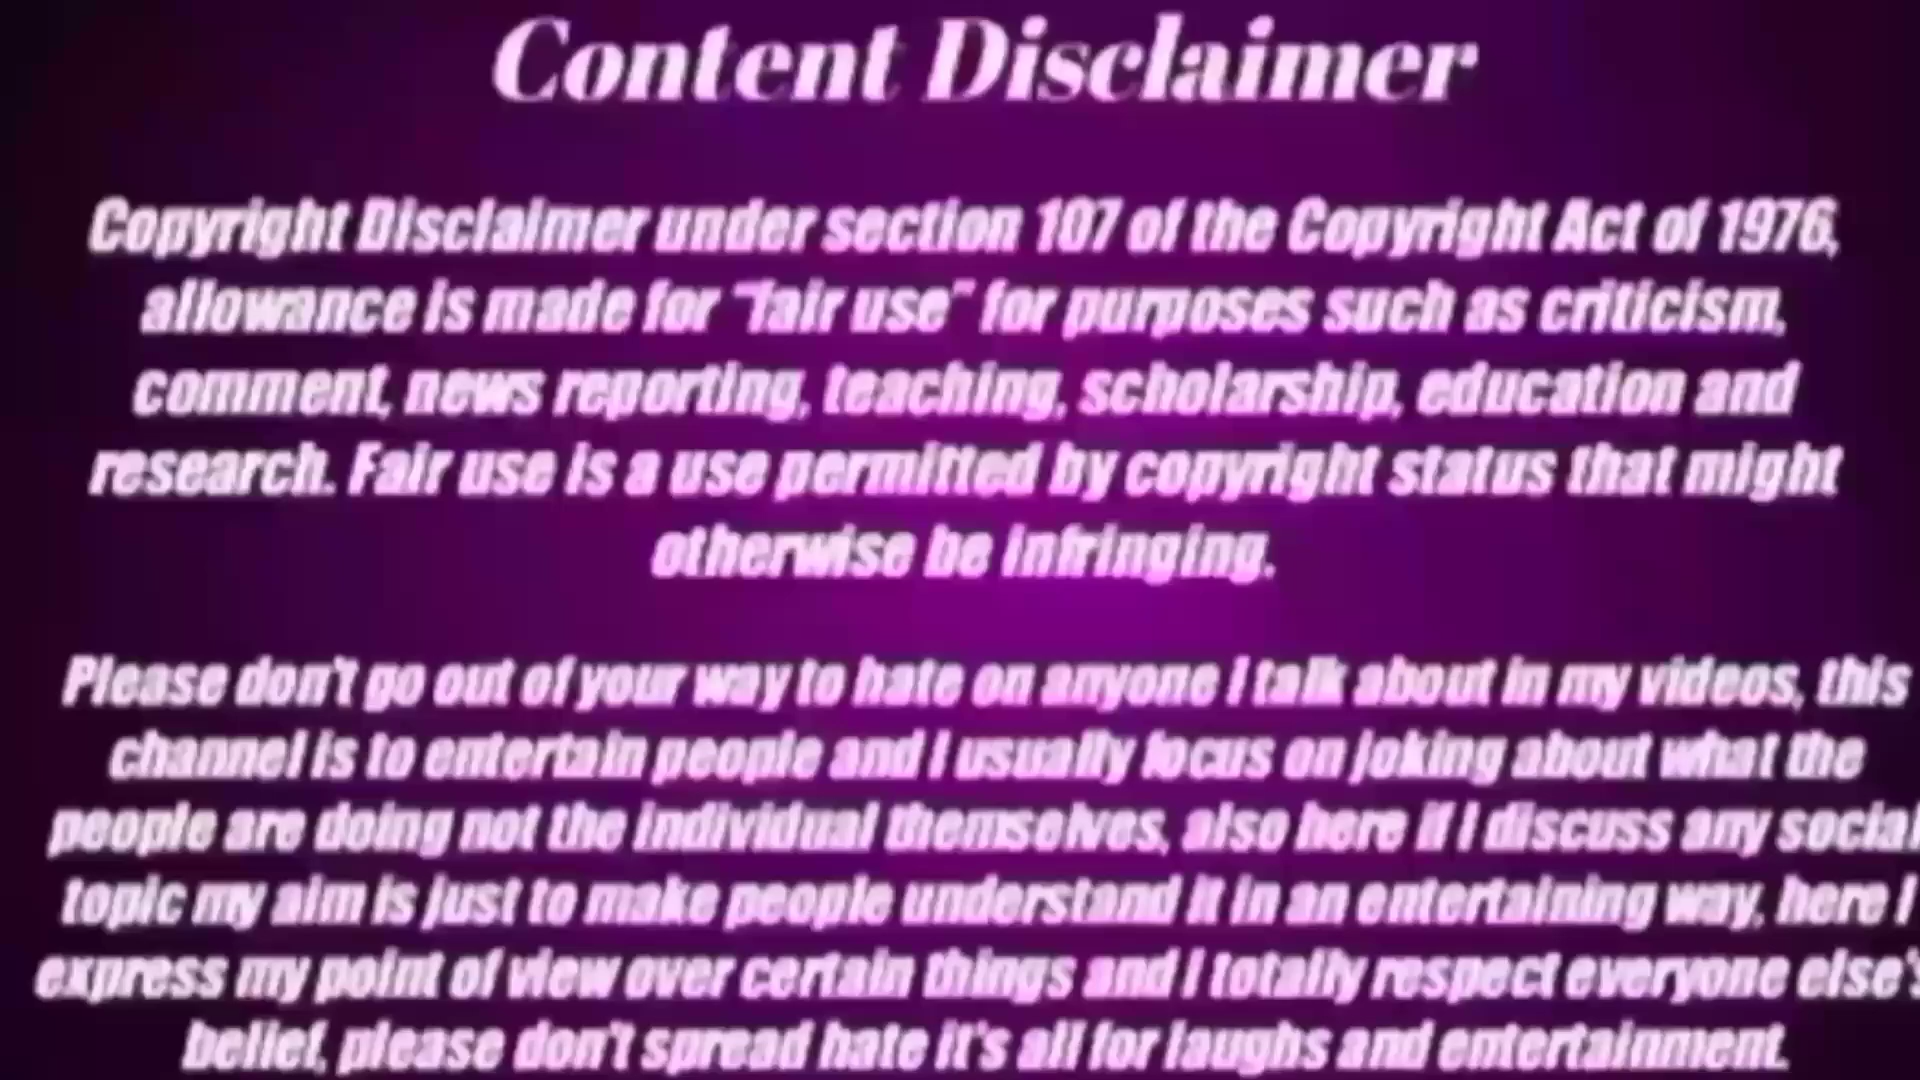 Content Disclaimer
Copyright Disclaimer under section 107 of the Copyright Act of 1976,
allowance is made for "fair use" for purposes such as criticism,
comment, news reporting, teaching, scholarship, education and
research. Fair use is a use permitted by copyright status that might
otherwise be infringing.
Please don't go out of your way to hate on anyone I talk about in my videos, this
channel is to entertain people and I usually focus on joking about what the
people are doing not the individual themselves, also here if I discuss any social
topic my aim is just to make people understand it in an entertaining way, here I
express my point of view over certain things and I totally respect everyone else's
belief, please don't spread hate it's all for laughs and entertainment.